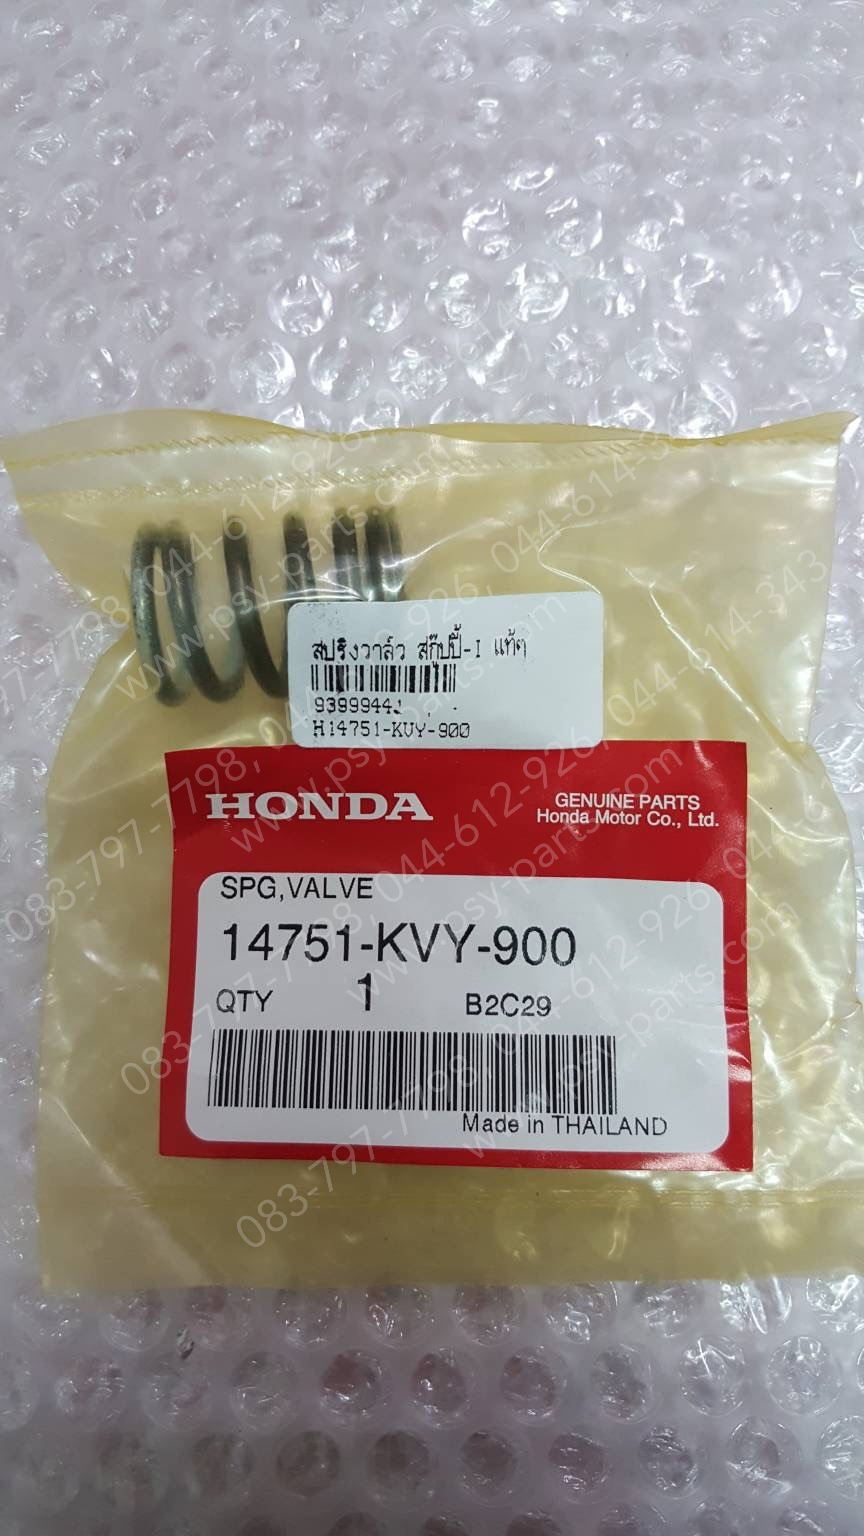 สปริงวาล์ว สกู๊ปปี้-I แท้ๆ
H14751-KVY-900
HONDA
GENUINE PARTS
Honda Motor Co., Ltd.
SPG,VALVE
14751-KVY-900
QTY 1 B2C29
Made in THAILAND
083-797-7798, 044-612-926, 044-614-343
www.psy-parts.com